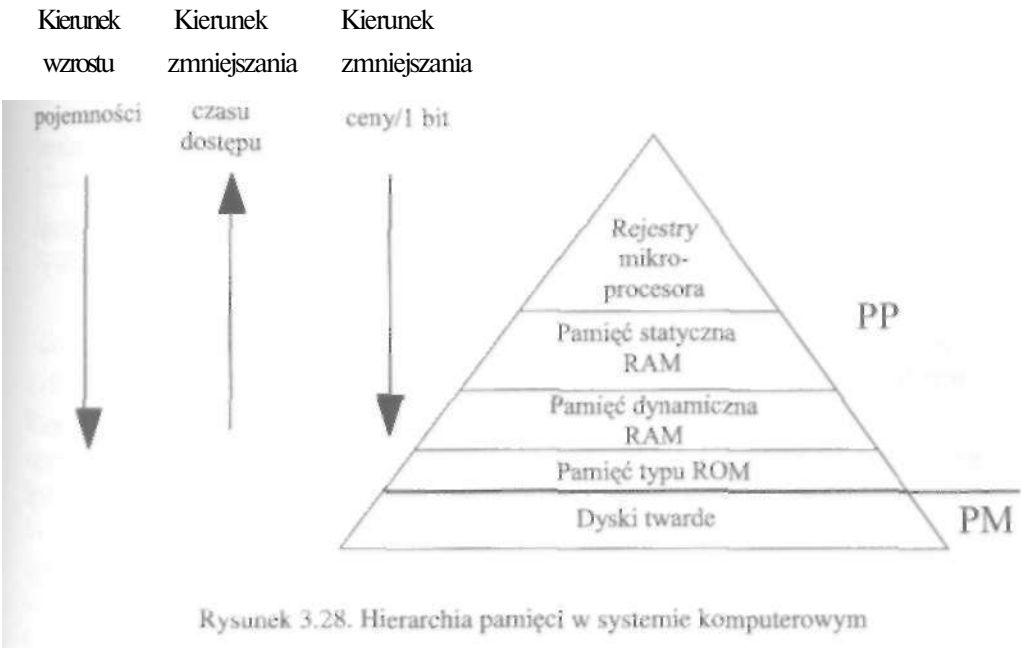 Kierunek Kierunek Kierunek
wzrostu zmniejszania zmniejszania
pojemności czasu ceny/1 bit
dostępu
Rejestry
mikro-
procesora
PP
Pamięć statyczna
RAM
Pamięć dynamiczna
RAM
Pamięć typu ROM
Dyski twarde
PM
Rysunek 3.28. Hierarchia pamięci w systemie komputerowym